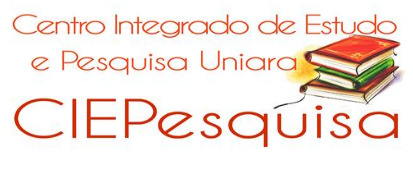 Centro Integrado de Estudo
e Pesquisa Uniara
CIEPesquisa